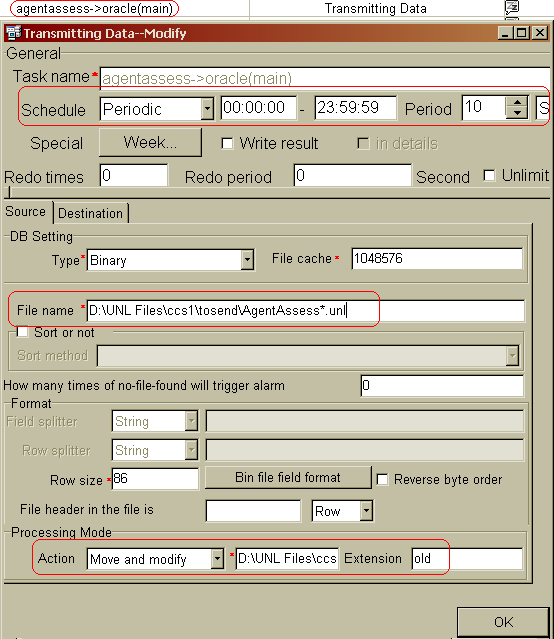 agentassess->oracle(main) Transmitting Data
Transmitting Data--Modify
General
Task name * agentassess->oracle(main)
Schedule Periodic 00:00:00 - 23:59:59 Period 10 S
Special Week... Write result in details
Redo times 0 Redo period 0 Second Unlimit
Source Destination
DB Setting
Type * Binary File cache * 1048576
File name * D:\UNL Files\ccs1\tosend\AgentAssess*.unl
Sort or not
Sort method
How many times of no-file-found will trigger alarm 0
Format
Field splitter String
Row splitter String
Row size * 86 Bin file field format Reverse byte order
File header in the file is Row
Processing Mode
Action Move and modify * D:\UNL Files\ccs Extension old
OK